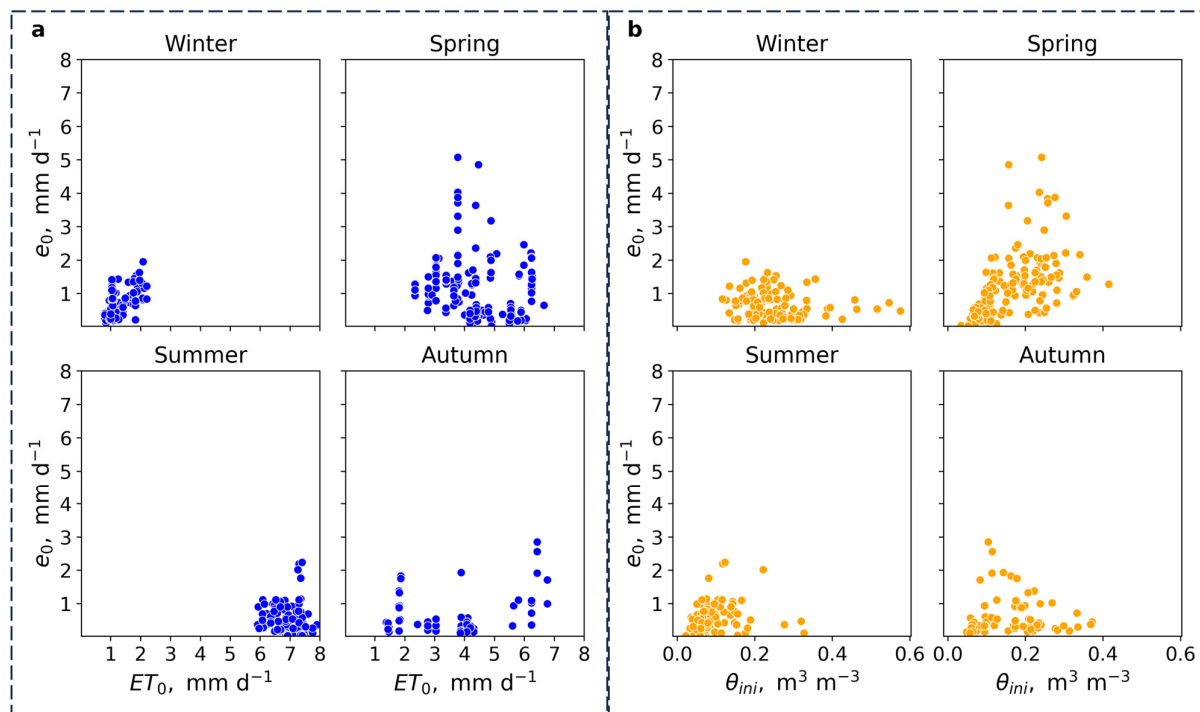 a
Winter
Spring
8
7
6
5
4
3
2
1
e₀, mm d⁻¹
Summer
Autumn
8
7
6
5
4
3
2
1
e₀, mm d⁻¹
1 2 3 4 5 6 7 8
1 2 3 4 5 6 7 8
ET₀, mm d⁻¹
ET₀, mm d⁻¹
b
Winter
Spring
8
7
6
5
4
3
2
1
e₀, mm d⁻¹
Summer
Autumn
8
7
6
5
4
3
2
1
e₀, mm d⁻¹
0.0 0.2 0.4 0.6
0.0 0.2 0.4 0.6
θini, m³ m⁻³
θini, m³ m⁻³